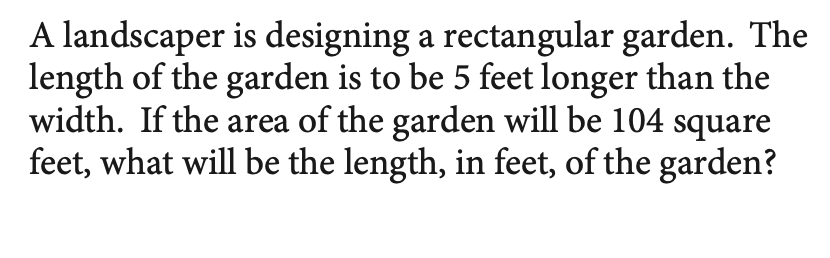 A landscaper is designing a rectangular garden. The
length of the garden is to be 5 feet longer than the
width. If the area of the garden will be 104 square
feet, what will be the length, in feet, of the garden?